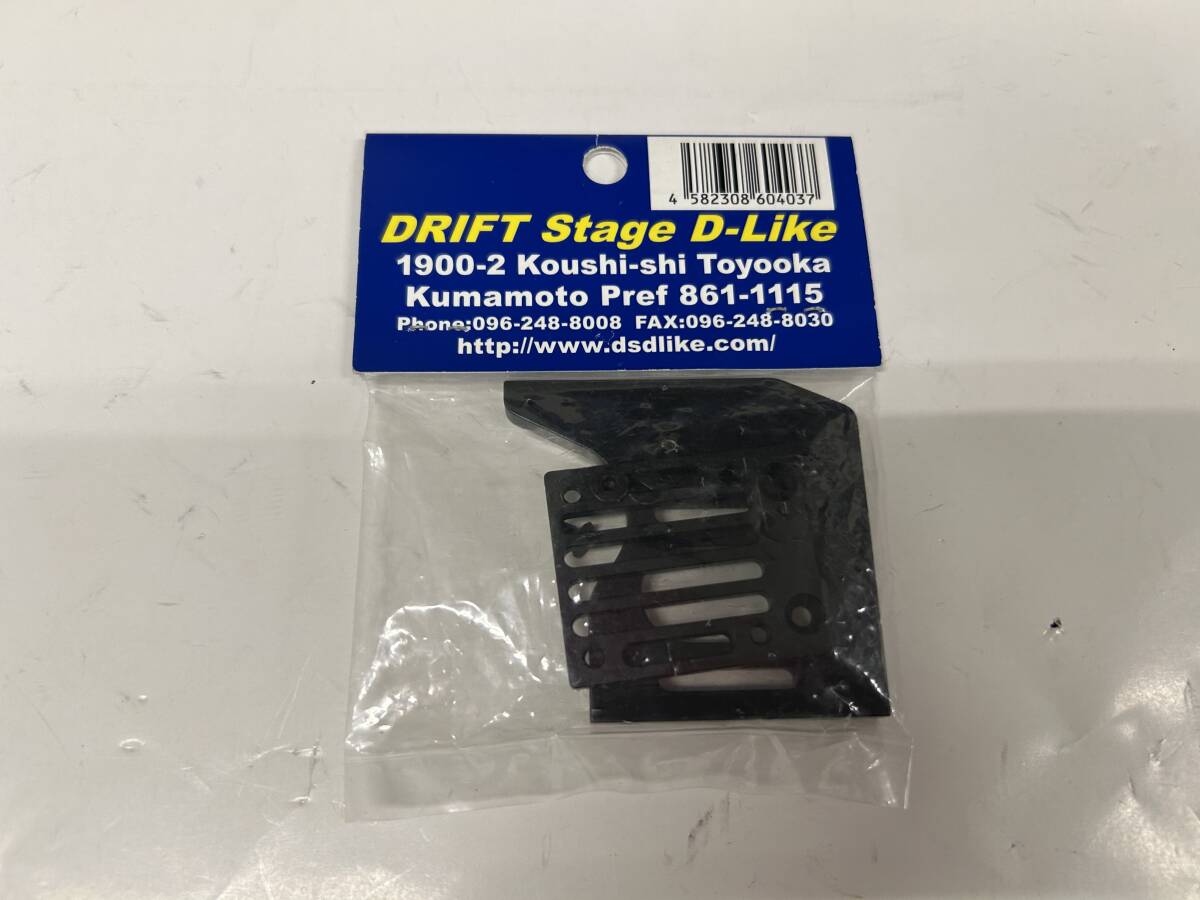 4 582308 604037
DRIFT Stage D-Like
1900-2 Koushi-shi Toyooka
Kumamoto Pref 861-1115
Phone:096-248-8008 FAX:096-248-8030
http://www.dsdlike.com/